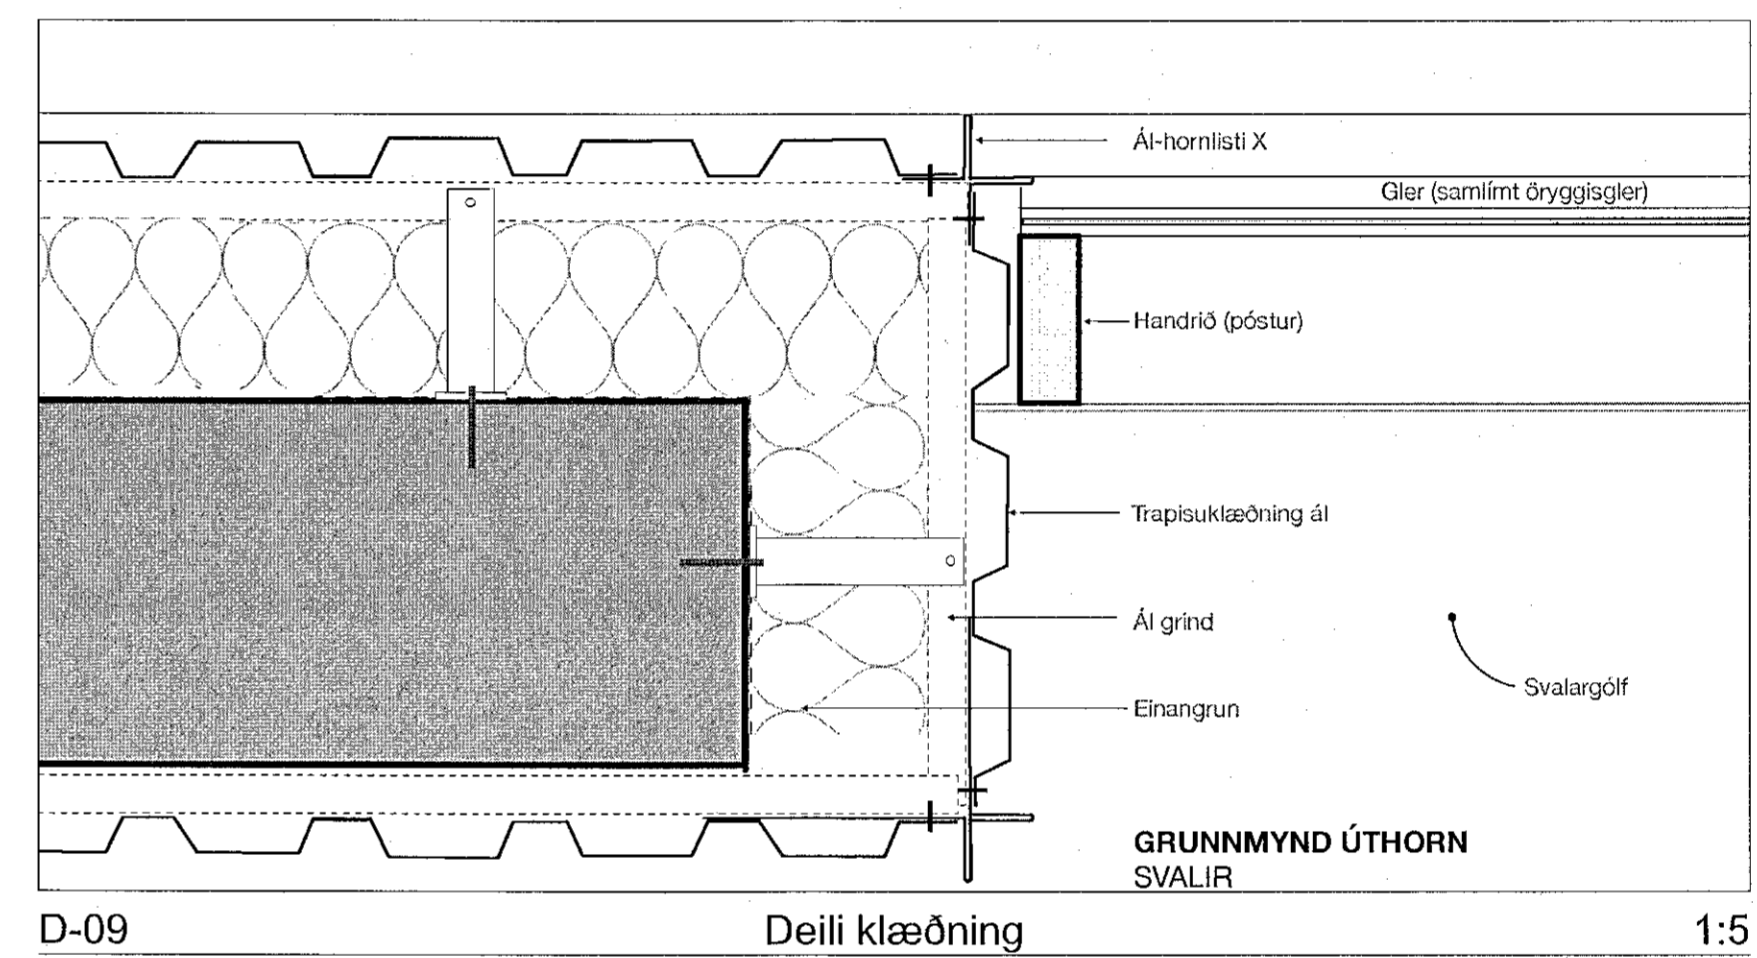 Ál-hornlisti X
Gler (samlímt öryggisgler)
Handrið (póstur)
Trapisuklæðning ál
Ál grind
Svalargólf
Einangrun
GRUNNMYND ÚTHORN
SVALIR
D-09 Deili klæðning 1:5